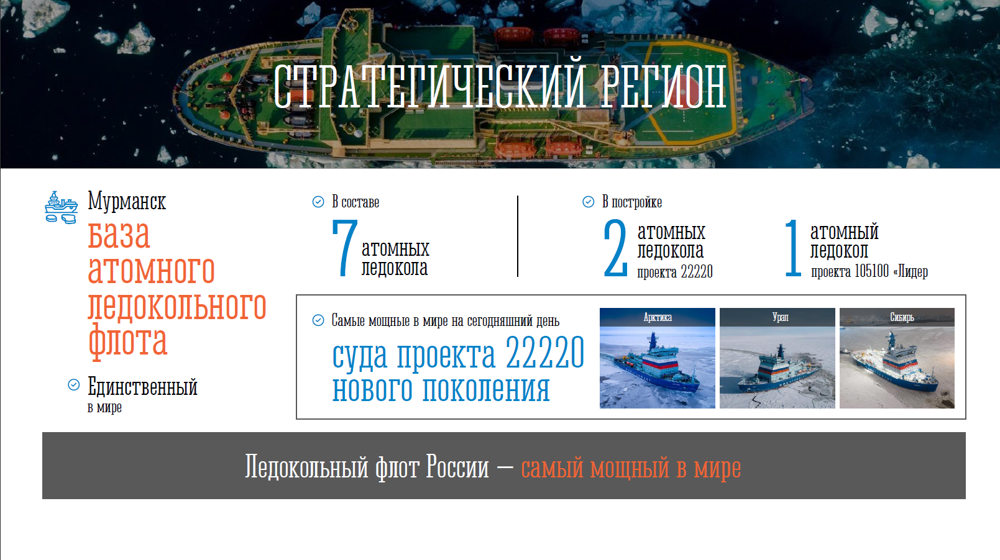 СТРАТЕГИЧЕСКИЙ РЕГИОН
Мурманск
база
атомного
ледокольного
флота
Единственный
в мире
В составе
7 атомных
ледокола
В постройке
2 атомных
ледокола
проекта 22220
1 атомный
ледокол
проекта 105100 «Лидер
Самые мощные в мире на сегодняшний день
суда проекта 22220
нового поколения
Арктика
Урал
Сибирь
Ледокольный флот России – самый мощный в мире